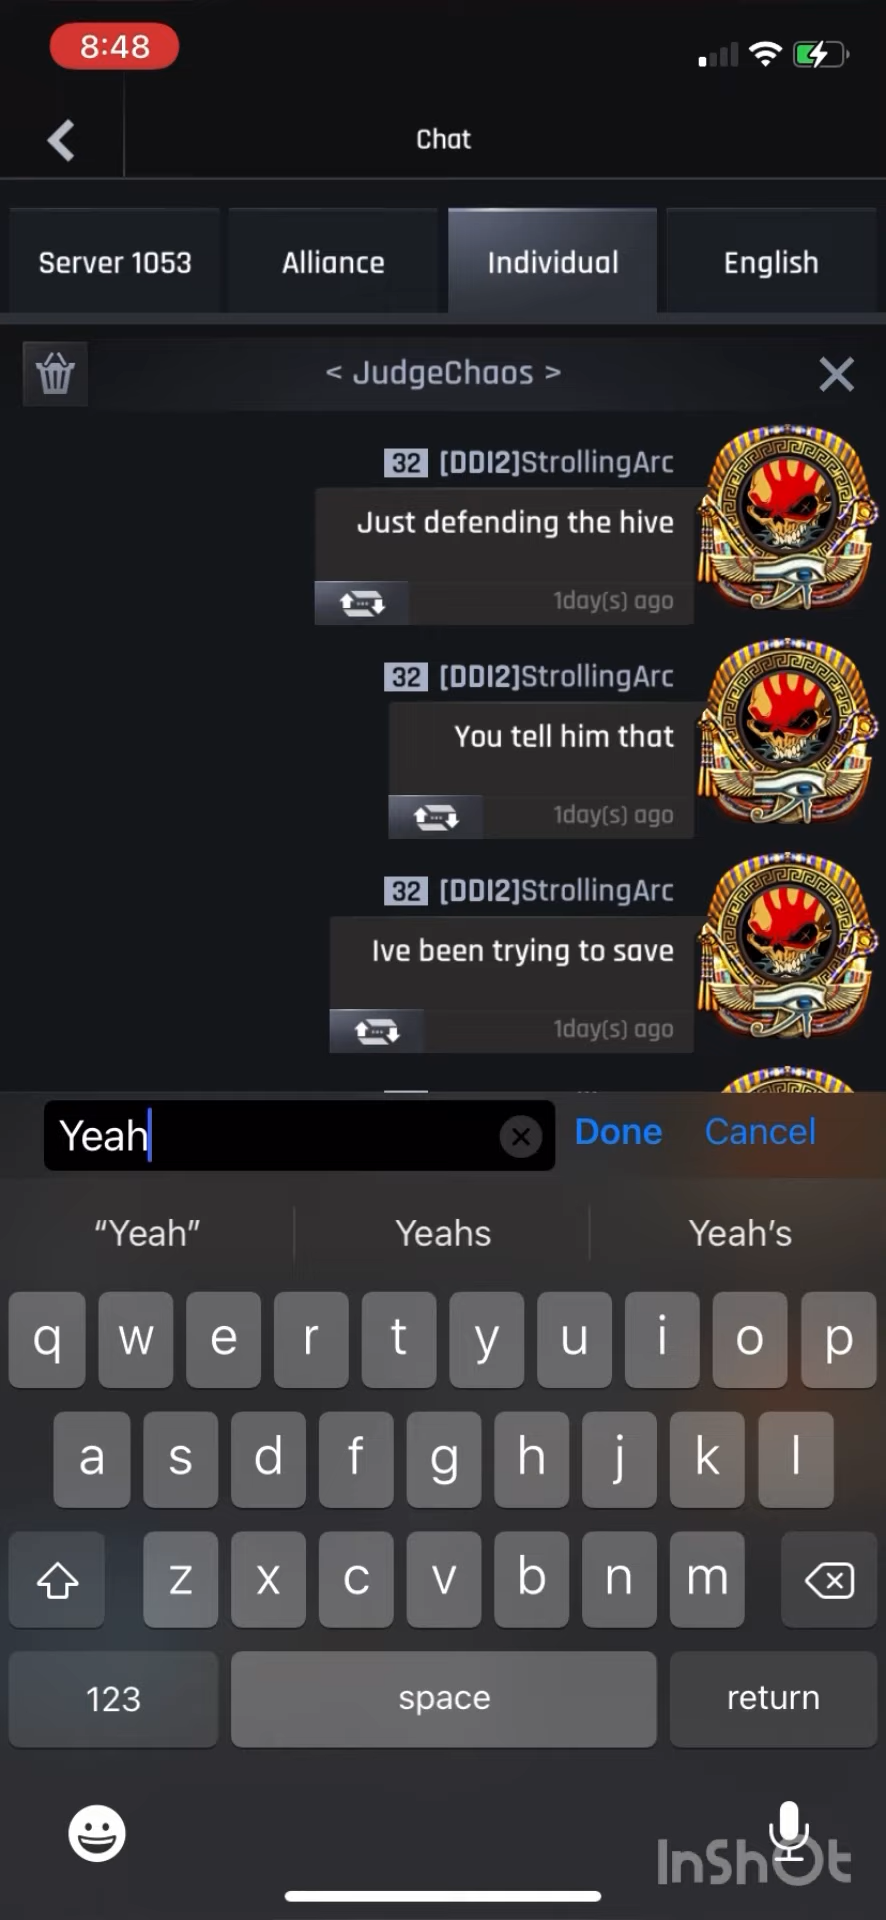 8:48
Chat
Server 1053 Alliance Individual English
< JudgeChaos >
32 [DDI2]StrollingArc
Just defending the hive
1day(s) ago
32 [DDI2]StrollingArc
You tell him that
1day(s) ago
32 [DDI2]StrollingArc
Ive been trying to save
1day(s) ago
Yeah Done Cancel
“Yeah” Yeahs Yeah’s
q w e r t y u i o p
a s d f g h j k l
z x c v b n m
123 space return
InShOt